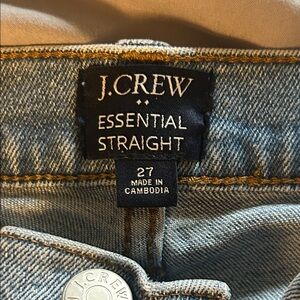 J.CREW
ESSENTIAL
STRAIGHT
27
MADE IN
CAMBODIA
J.CREW